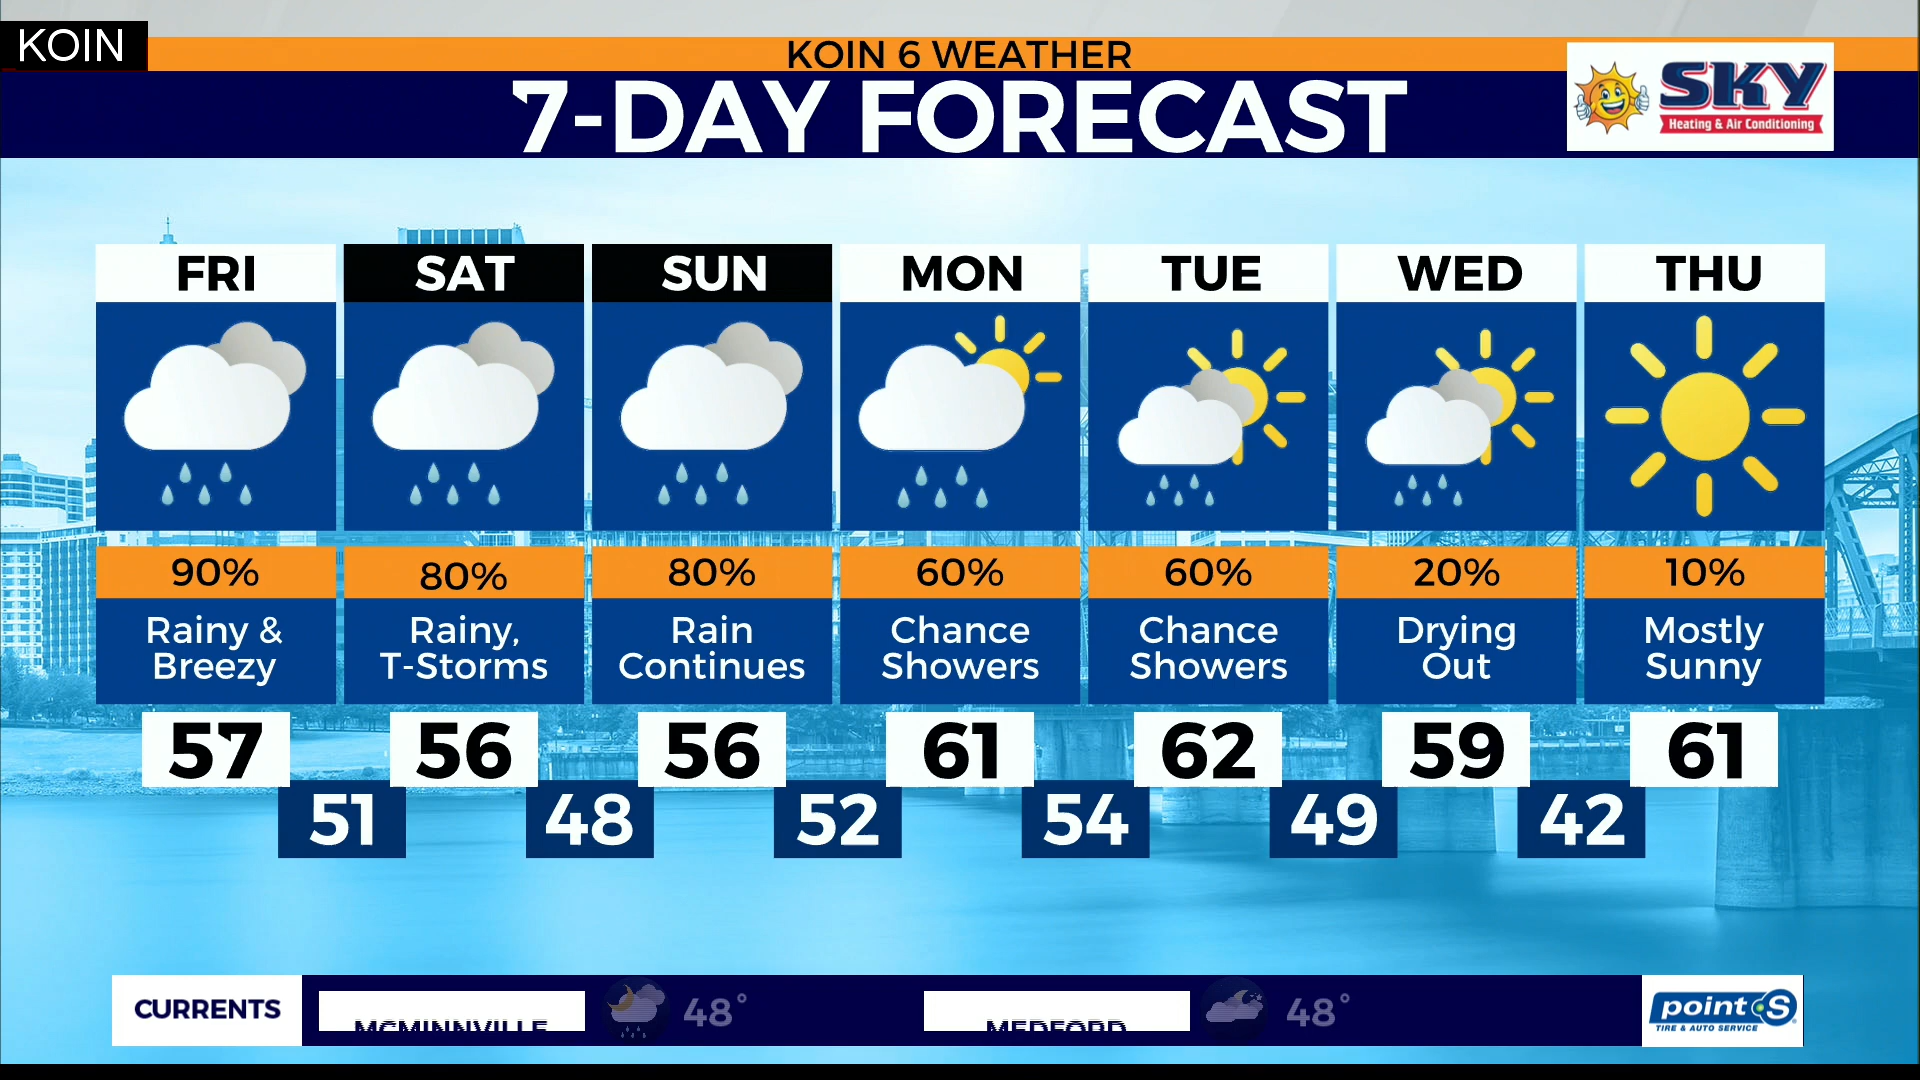 KOIN
KOIN 6 WEATHER
7-DAY FORECAST
SKY
Heating & Air Conditioning
FRI SAT SUN MON TUE WED THU
90% 80% 80% 60% 60% 20% 10%
Rainy & Breezy
Rainy, T-Storms
Rain Continues
Chance Showers
Chance Showers
Drying Out
Mostly Sunny
57 56 56 61 62 59 61
51 48 52 54 49 42
CURRENTS
MCMINNVILLE 48°
MEDFORD 48°
point S
TIRE & AUTO SERVICE